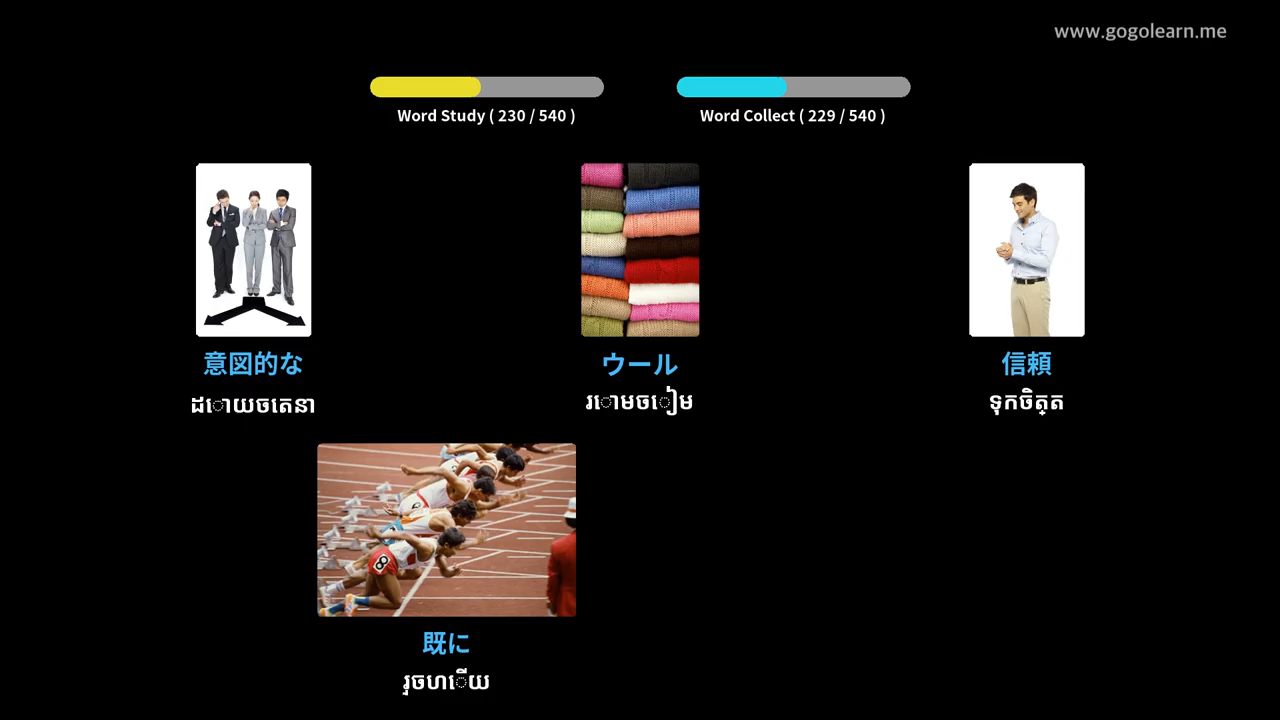 www.gogolearn.me
Word Study ( 230 / 540 )
Word Collect ( 229 / 540 )
意図的な
ដោយចតេនា
ウール
រោមចៀម
信頼
ទុកចិត្ត
既に
រួចហើយ